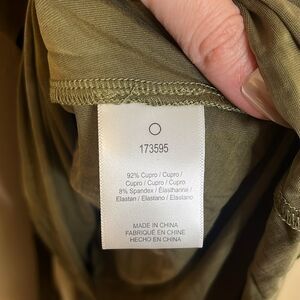 173595
92% Cupro / Cupro /
Cupro / Cupro / Cupro
8% Spandex / Élasthanne /
Elastan / Elastano / Elastano
MADE IN CHINA
FABRIQUÉ EN CHINE
HECHO EN CHINA